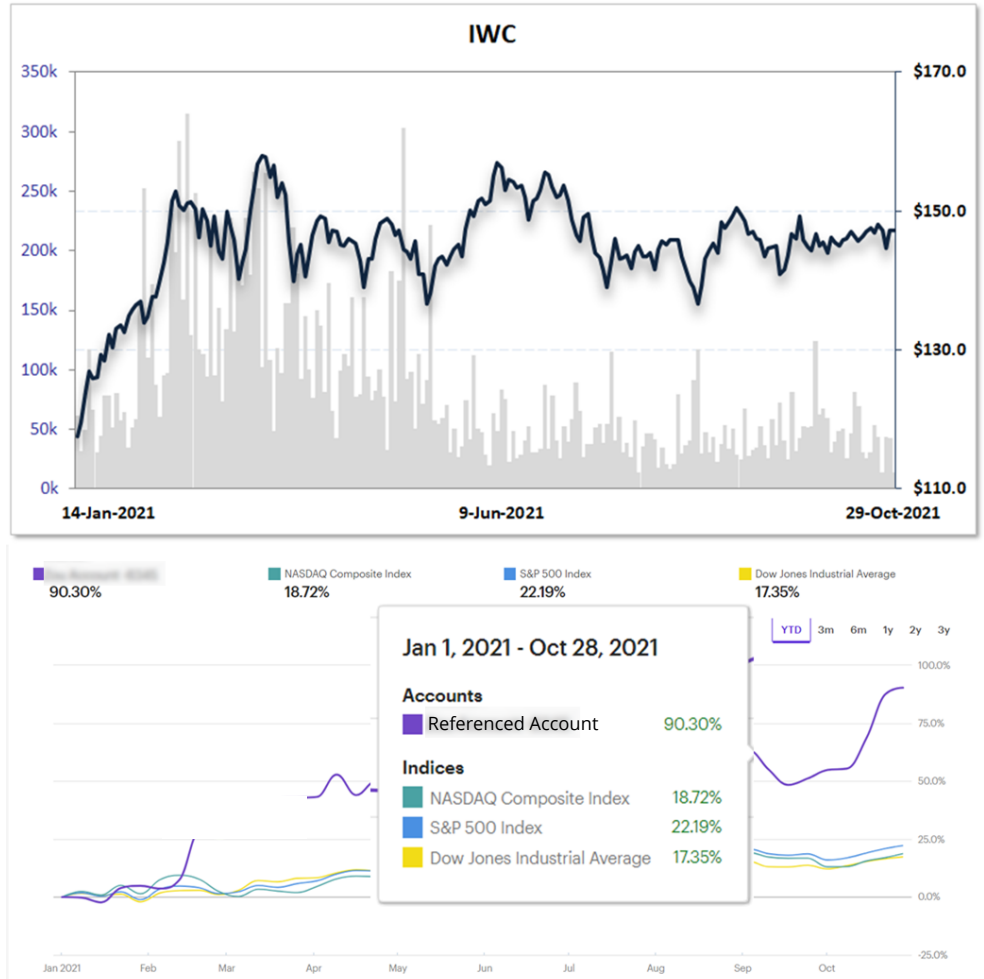 IWC
350k
$170.0
300k
250k
$150.0
200k
150k
$130.0
100k
50k
0k
$110.0
14-Jan-2021 9-Jun-2021 29-Oct-2021
NASDAQ Composite Index S&P 500 Index Dow Jones Industrial Average
90.30% 18.72% 22.19% 17.35%
YTD 3m 6m 1y 2y 3y
Jan 1, 2021 - Oct 28, 2021
Accounts
Referenced Account 90.30%
Indices
NASDAQ Composite Index 18.72%
S&P 500 Index 22.19%
Dow Jones Industrial Average 17.35%
100.0%
75.0%
50.0%
25.0%
0.0%
-25.0%
Jan 2021 Feb Mar Apr May Jun Jul Aug Sep Oct